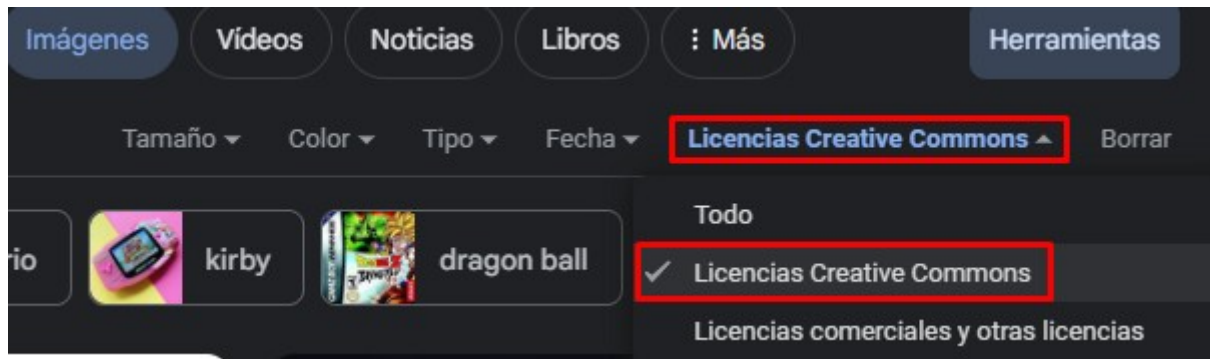 Imágenes Vídeos Noticias Libros Más Herramientas
Tamaño Color Tipo Fecha Licencias Creative Commons Borrar
rio kirby dragon ball
Todo
Licencias Creative Commons
Licencias comerciales y otras licencias